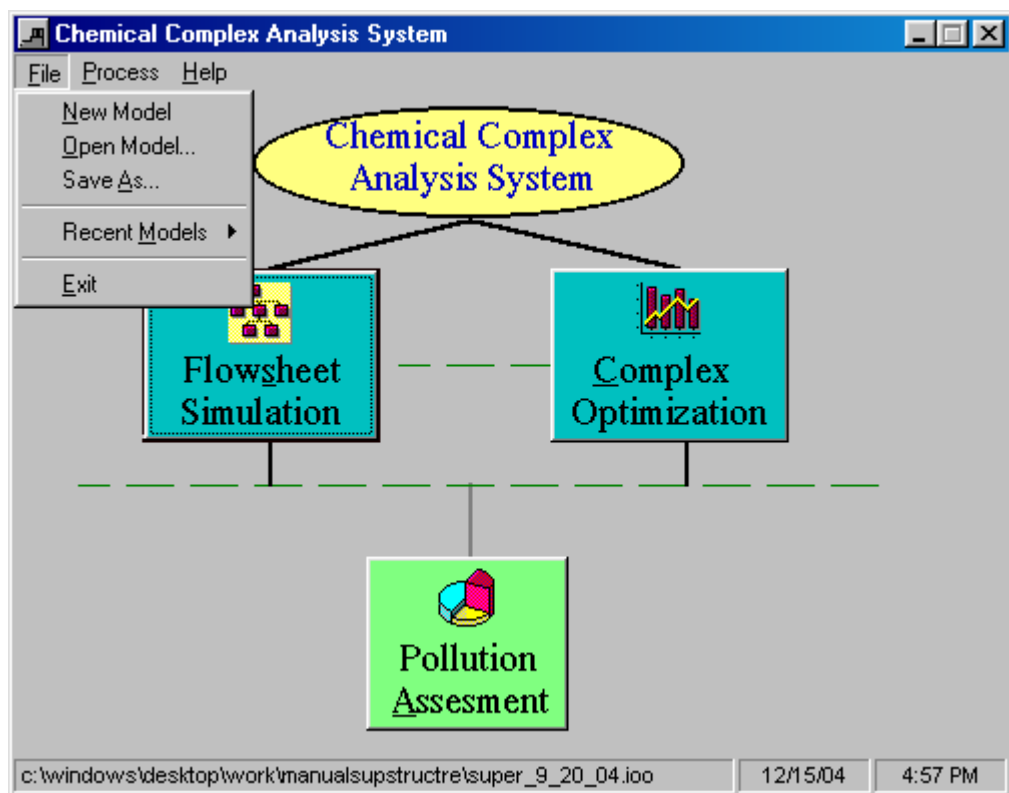 Chemical Complex Analysis System
File Process Help
New Model
Open Model...
Save As...
Recent Models
Exit
Chemical Complex
Analysis System
Flowsheet
Simulation
Complex
Optimization
Pollution
Assesment
c:\windows\desktop\work\manualsupstructre\super_9_20_04.ioo 12/15/04 4:57 PM